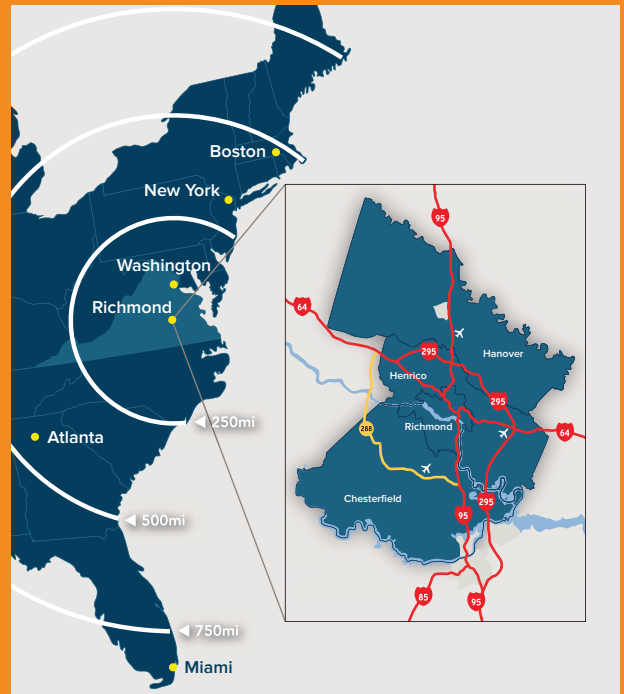 Boston
New York
Washington
Richmond
250mi
Atlanta
500mi
750mi
Miami
95
64
295
Hanover
Henrico
295
Richmond
288
64
Chesterfield
295
95
85
95